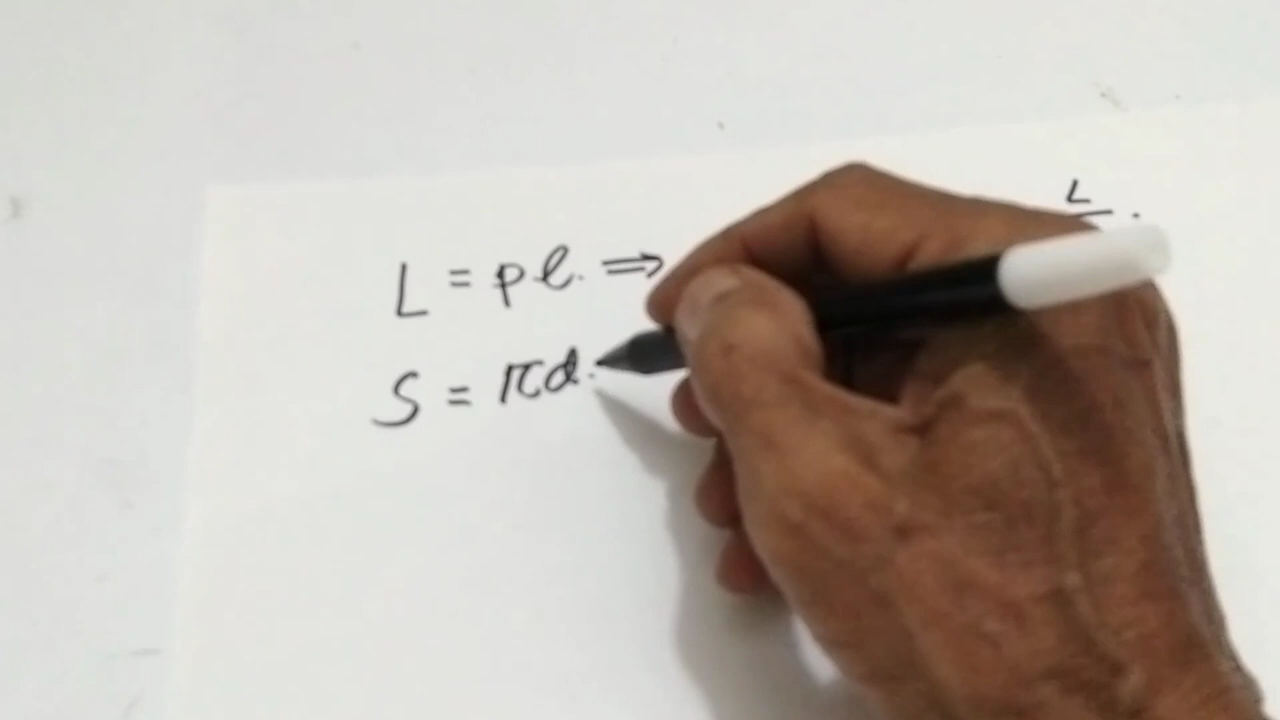 L = pl. ⇒ L
S = πd.